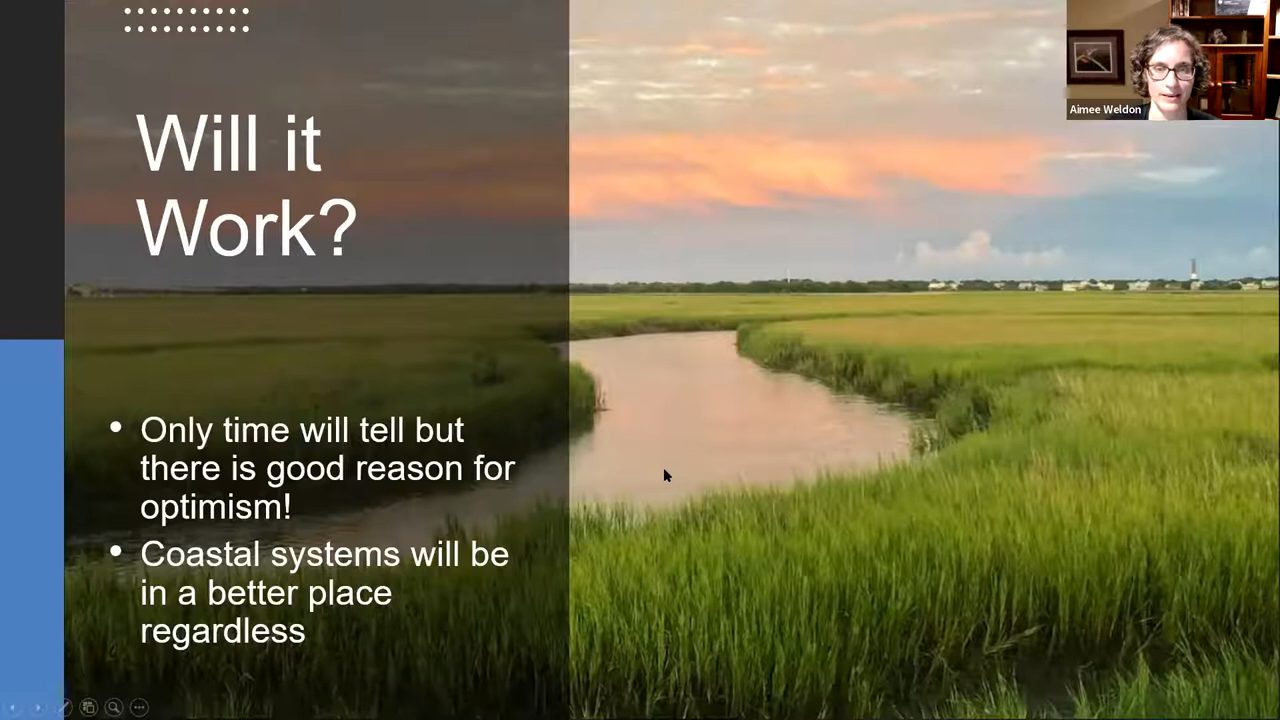 Will it
Work?
• Only time will tell but
there is good reason for
optimism!
• Coastal systems will be
in a better place
regardless
Aimee Weldon